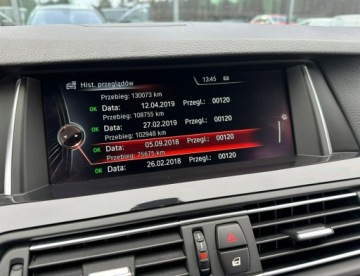 Hist. przeglądów
13:45
Przebieg: 130073 km
OK Data: 12.04.2019 Przegl.: 00120
Przebieg: 108755 km
OK Data: 27.02.2019 Przegl.: 00120
Przebieg: 102948 km
OK Data: 05.09.2018 Przegl.: 00120
Przebieg: 75675 km
OK Data: 26.02.2018 Przegl.: 00120